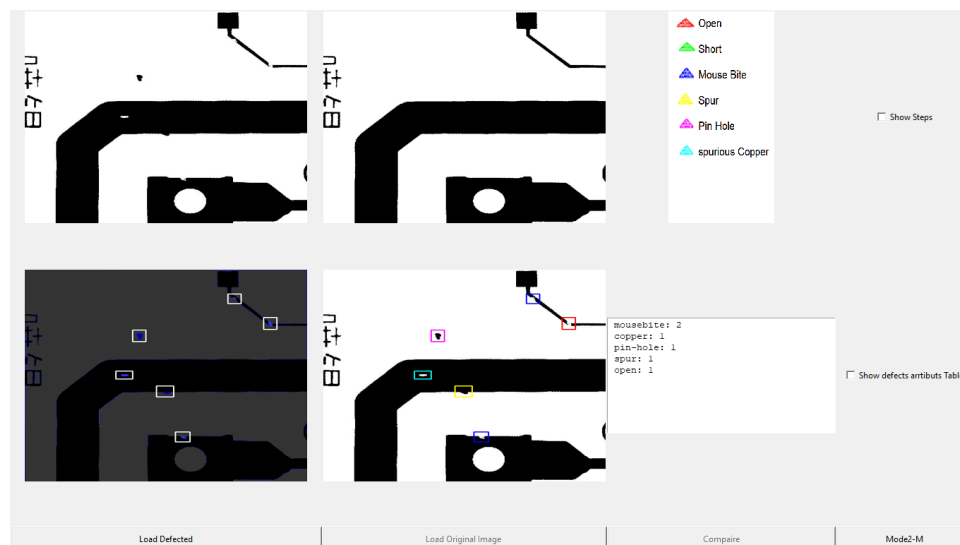 Open
Short
Mouse Bite
Spur
Pin Hole
spurious Copper
Show Steps
mousebite: 2
copper: 1
pin-hole: 1
spur: 1
open: 1
Show defects arrtibuts Tabl
Load Defected
Load Original Image
Compaire
Mode2-M